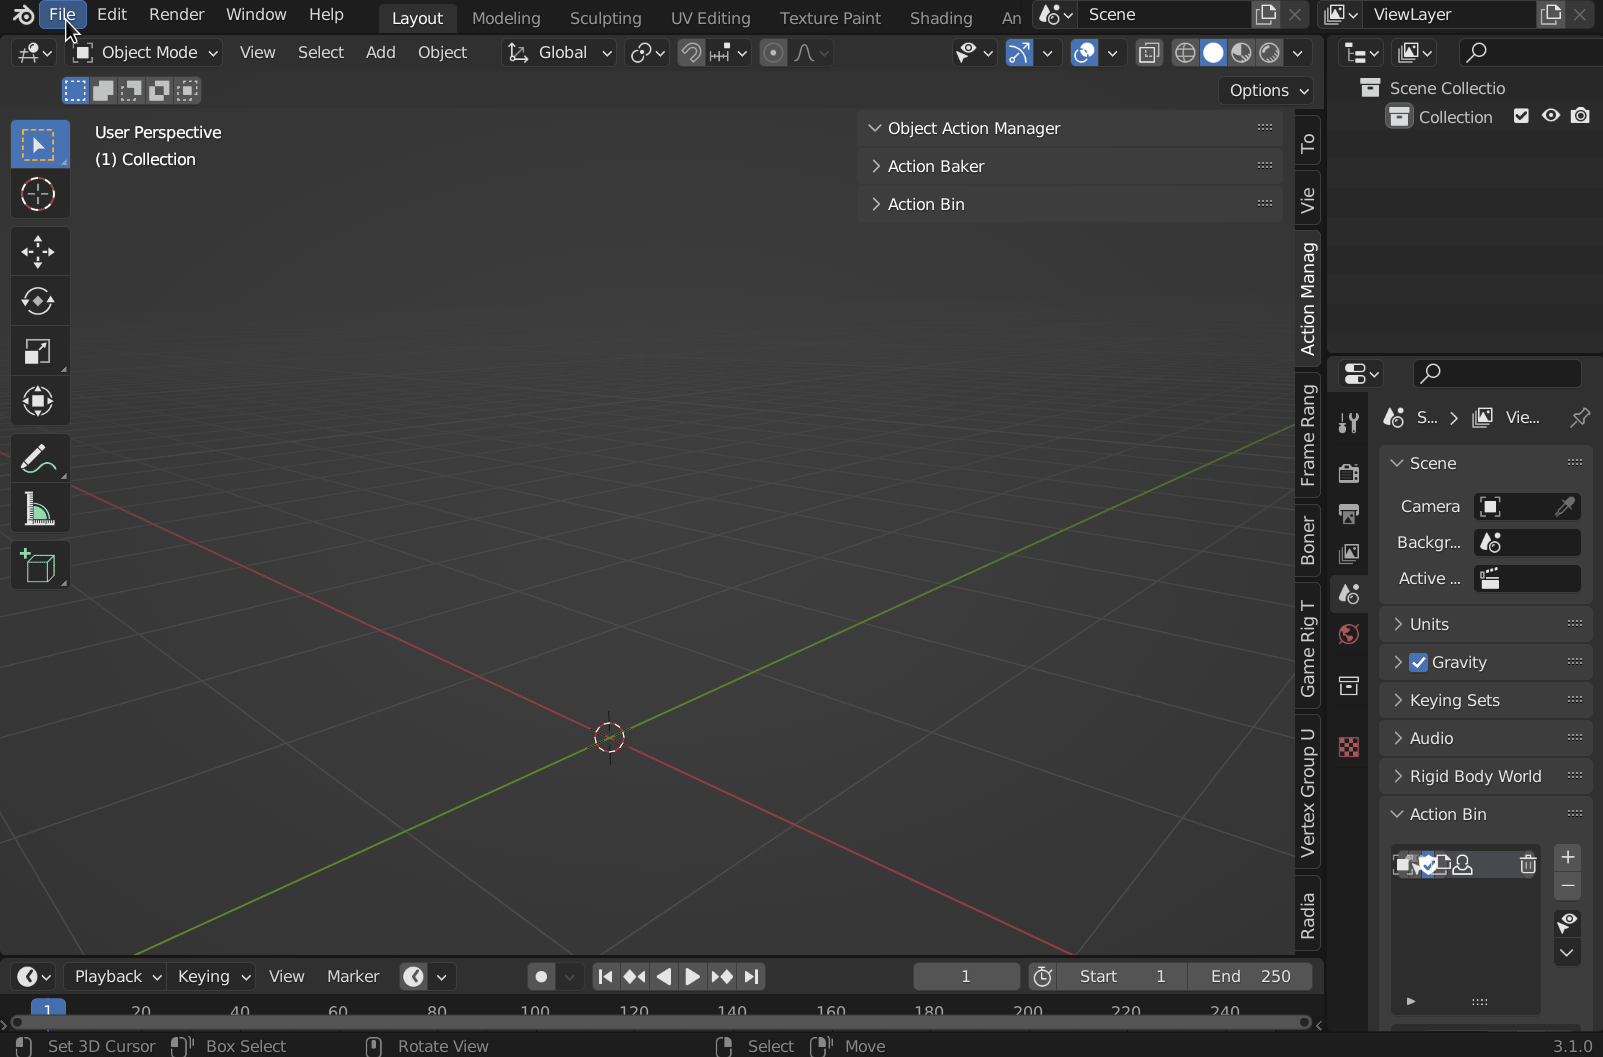 File Edit Render Window Help Layout Modeling Sculpting UV Editing Texture Paint Shading An Scene ViewLayer
Object Mode View Select Add Object Global
Options
User Perspective
(1) Collection
Object Action Manager
Action Baker
Action Bin
To
Vie
Action Manag
Frame Rang
Boner
Game Rig T
Vertex Group U
Radia
Scene Collectio
Collection
S... Vie...
Scene
Camera
Backgr...
Active ...
Units
Gravity
Keying Sets
Audio
Rigid Body World
Action Bin
Playback Keying View Marker 1 Start 1 End 250
1 20 40 60 80 100 120 140 160 180 200 220 240
Set 3D Cursor Box Select Rotate View Select Move 3.1.0